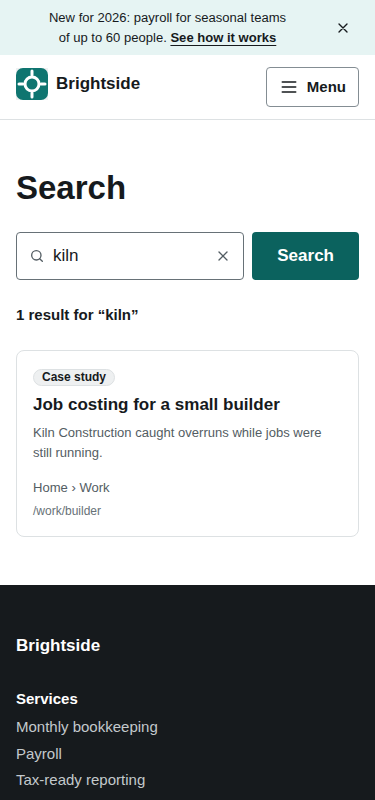 New for 2026: payroll for seasonal teams
of up to 60 people. See how it works
Brightside
Menu
Search
kiln
Search
1 result for “kiln”
Case study
Job costing for a small builder
Kiln Construction caught overruns while jobs were
still running.
Home › Work
/work/builder
Brightside
Services
Monthly bookkeeping
Payroll
Tax-ready reporting